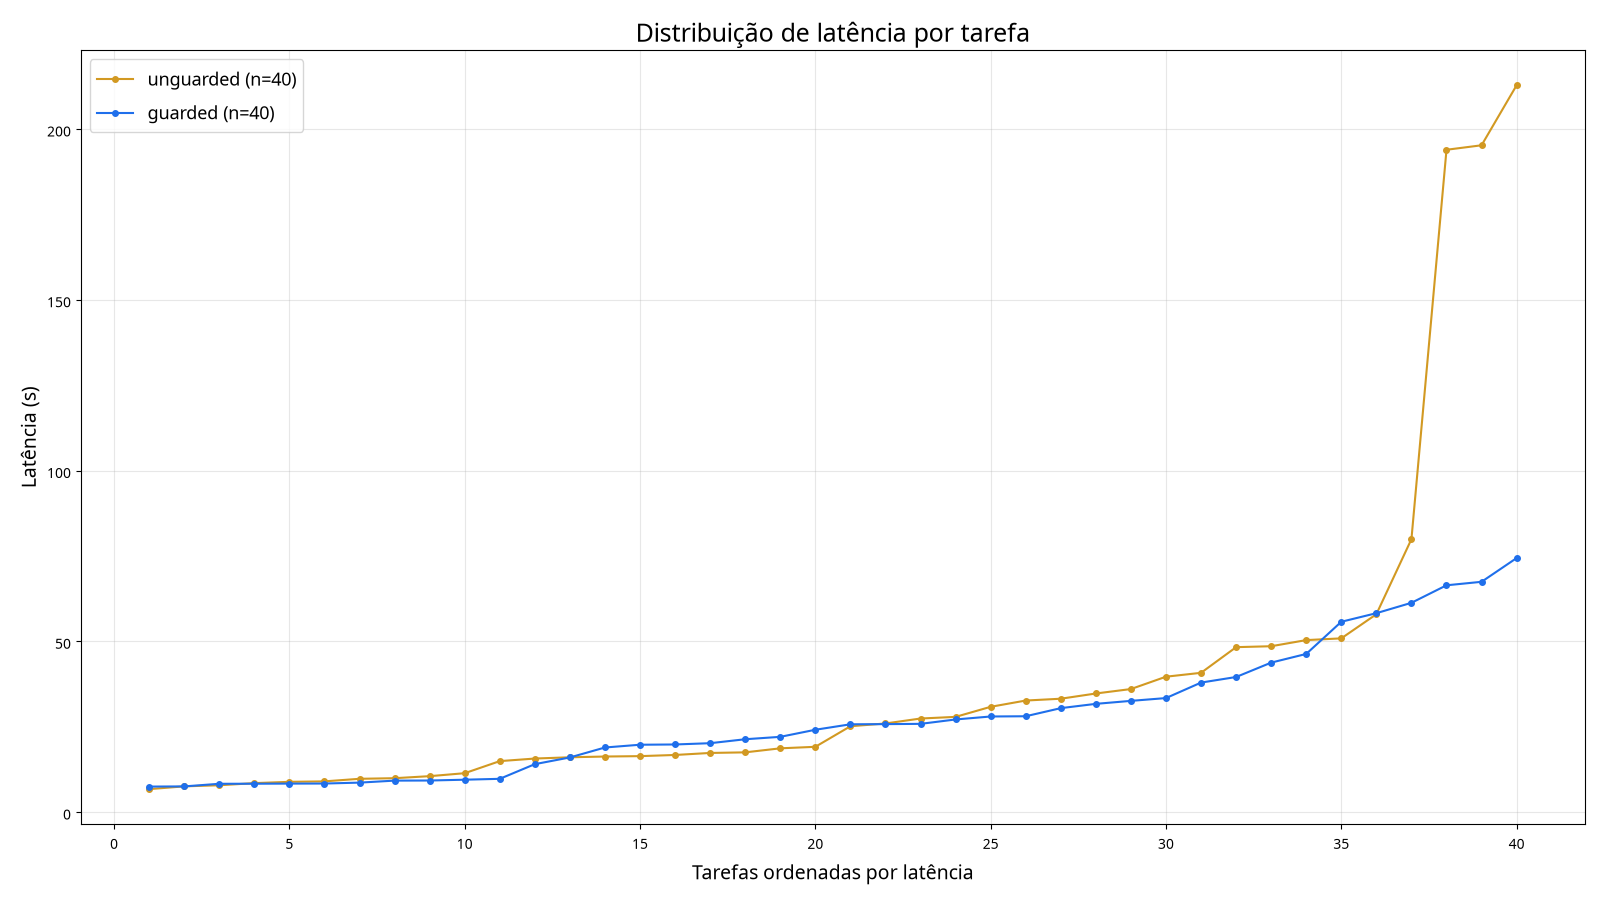 Distribuição de latência por tarefa
unguarded (n=40)
guarded (n=40)
Latência (s)
200
150
100
50
0
0 5 10 15 20 25 30 35 40
Tarefas ordenadas por latência